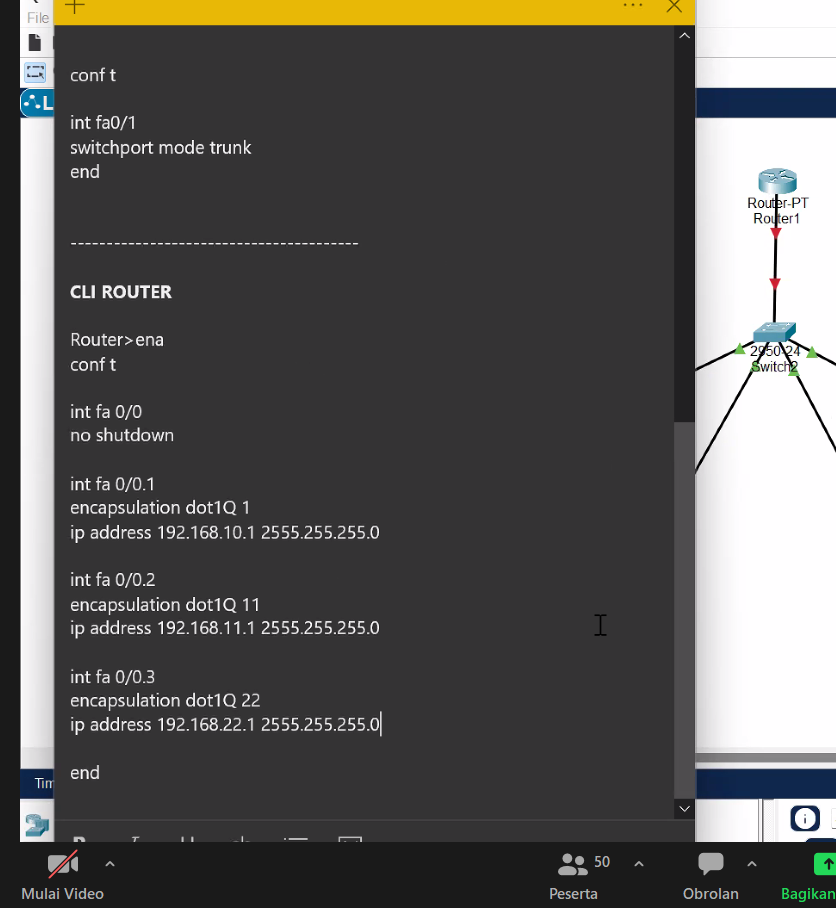 File
conf t
int fa0/1
switchport mode trunk
end
----------------------------------------
CLI ROUTER
Router>ena
conf t
int fa 0/0
no shutdown
int fa 0/0.1
encapsulation dot1Q 1
ip address 192.168.10.1 2555.255.255.0
int fa 0/0.2
encapsulation dot1Q 11
ip address 192.168.11.1 2555.255.255.0
int fa 0/0.3
encapsulation dot1Q 22
ip address 192.168.22.1 2555.255.255.0
end
L
Router-PT
Router1
2950-24
Switch2
Tim
50
Mulai Video
Peserta
Obrolan
Bagikan